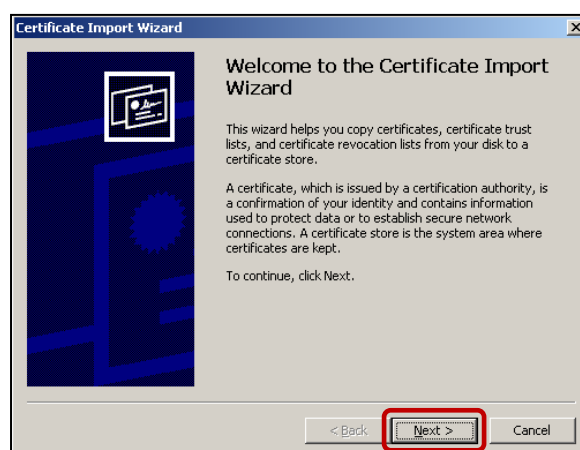 Certificate Import Wizard
Welcome to the Certificate Import
Wizard
This wizard helps you copy certificates, certificate trust
lists, and certificate revocation lists from your disk to a
certificate store.
A certificate, which is issued by a certification authority, is
a confirmation of your identity and contains information
used to protect data or to establish secure network
connections. A certificate store is the system area where
certificates are kept.
To continue, click Next.
< Back Next > Cancel